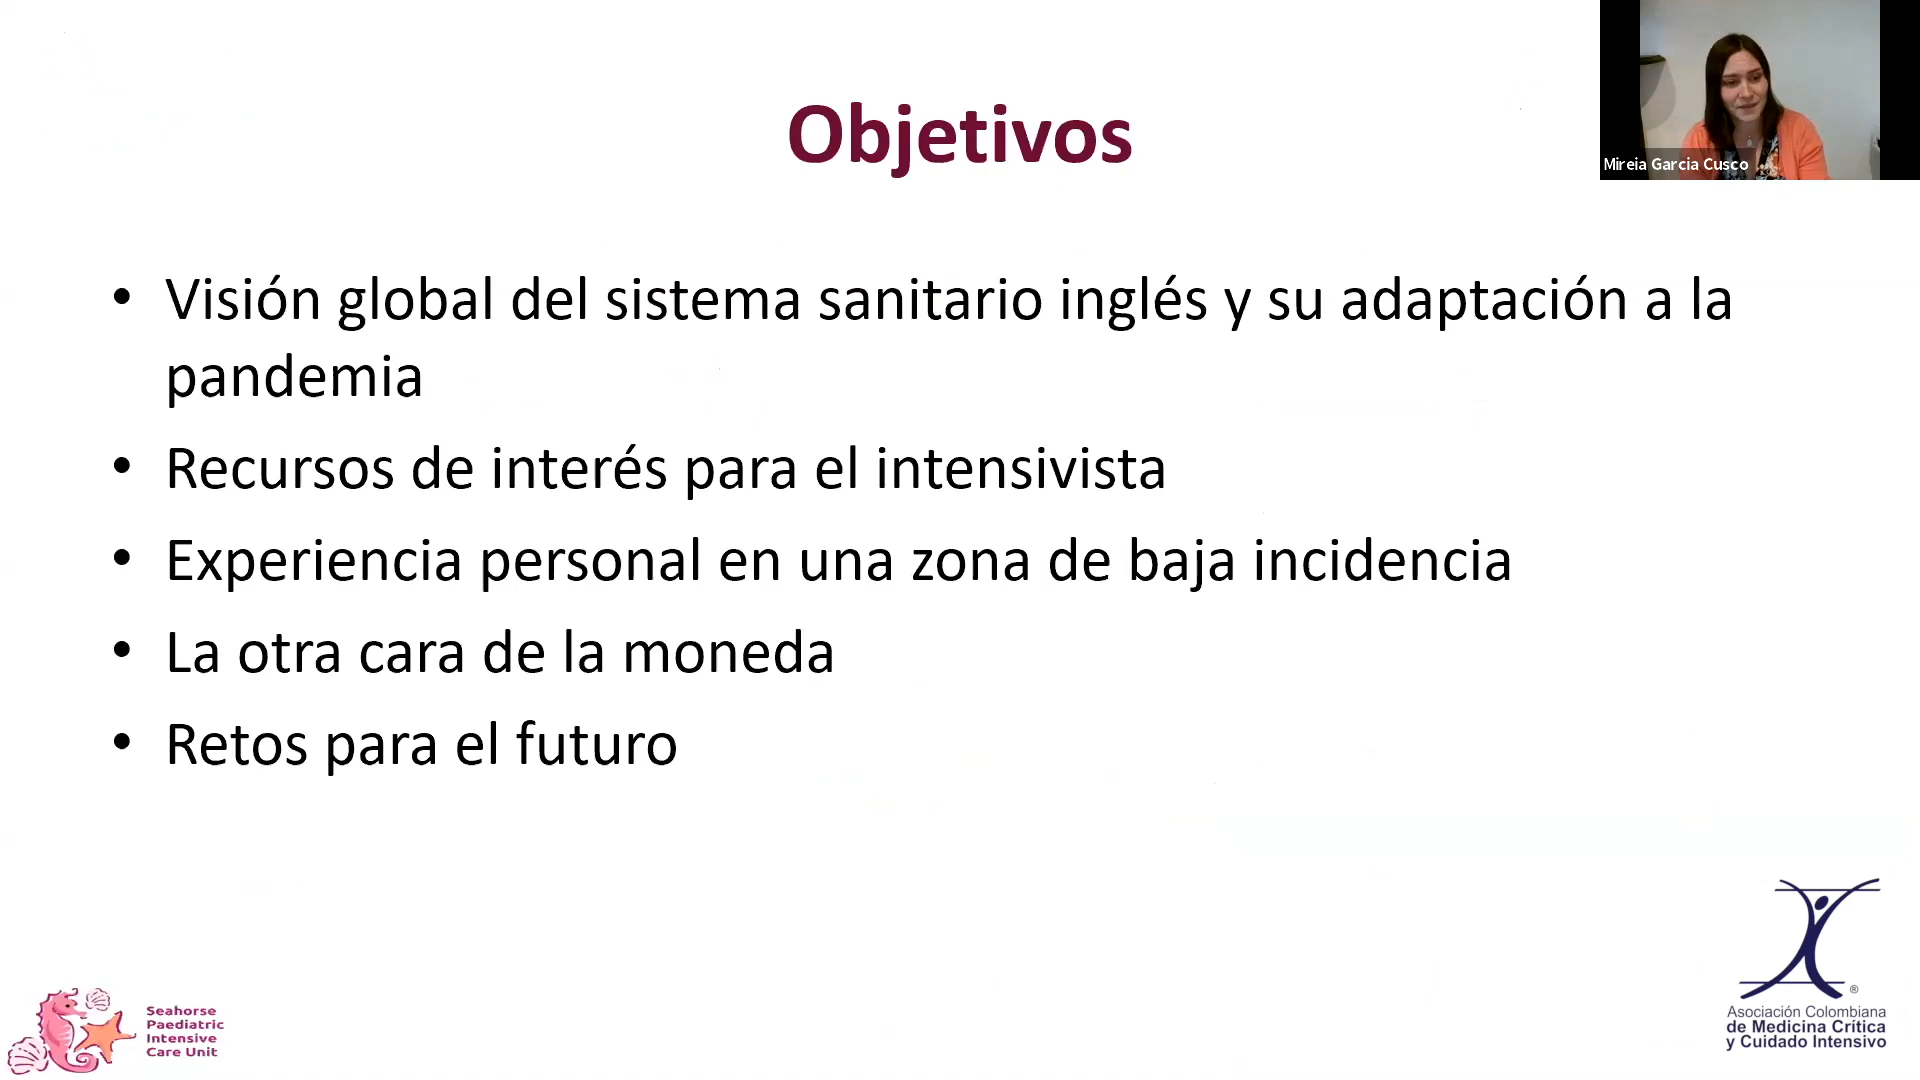 Objetivos
Mireia Garcia Cusco
• Visión global del sistema sanitario inglés y su adaptación a la
pandemia
• Recursos de interés para el intensivista
• Experiencia personal en una zona de baja incidencia
• La otra cara de la moneda
• Retos para el futuro
Seahorse
Paediatric
Intensive
Care Unit
®
Asociación Colombiana
de Medicina Crítica
y Cuidado Intensivo